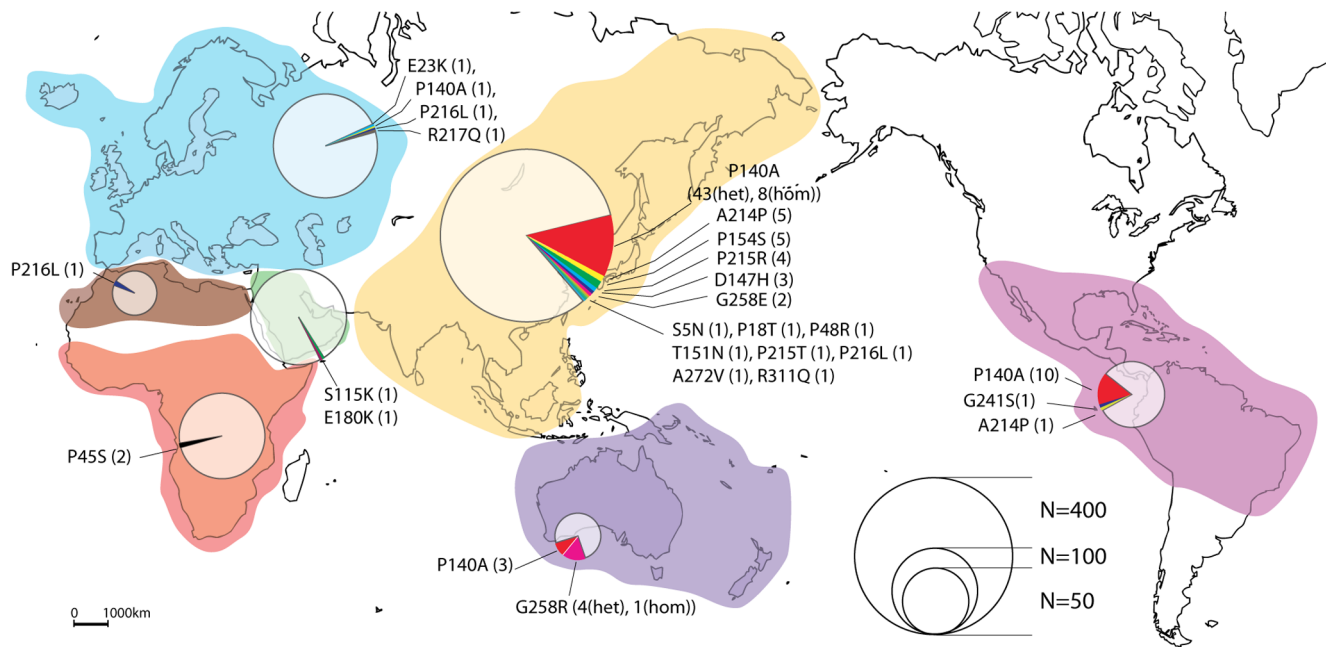 E23K (1),
P140A (1),
P216L (1),
R217Q (1)
P140A
(43(het), 8(hom))
A214P (5)
P154S (5)
P215R (4)
D147H (3)
G258E (2)
S5N (1), P18T (1), P48R (1)
T151N (1), P215T (1), P216L (1)
A272V (1), R311Q (1)
P216L (1)
S115K (1)
E180K (1)
P45S (2)
P140A (10)
G241S(1)
A214P (1)
P140A (3)
G258R (4(het), 1(hom))
N=400
N=100
N=50
0 1000km